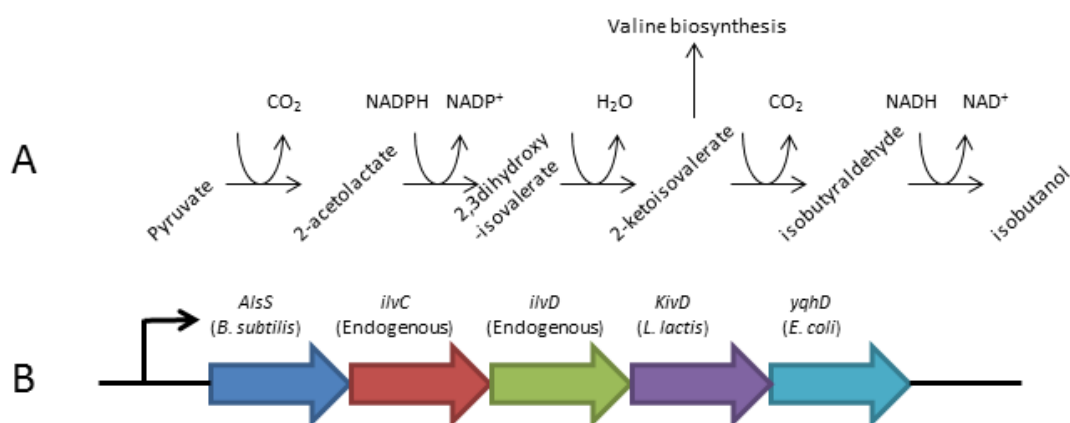 Valine biosynthesis
CO₂
NADPH
NADP⁺
H₂O
CO₂
NADH
NAD⁺
A
Pyruvate
2-acetolactate
2,3dihydroxy
-isovalerate
2-ketoisovalerate
isobutyraldehyde
isobutanol
AlsS
(B. subtilis)
ilvC
(Endogenous)
ilvD
(Endogenous)
KivD
(L. lactis)
yqhD
(E. coli)
B